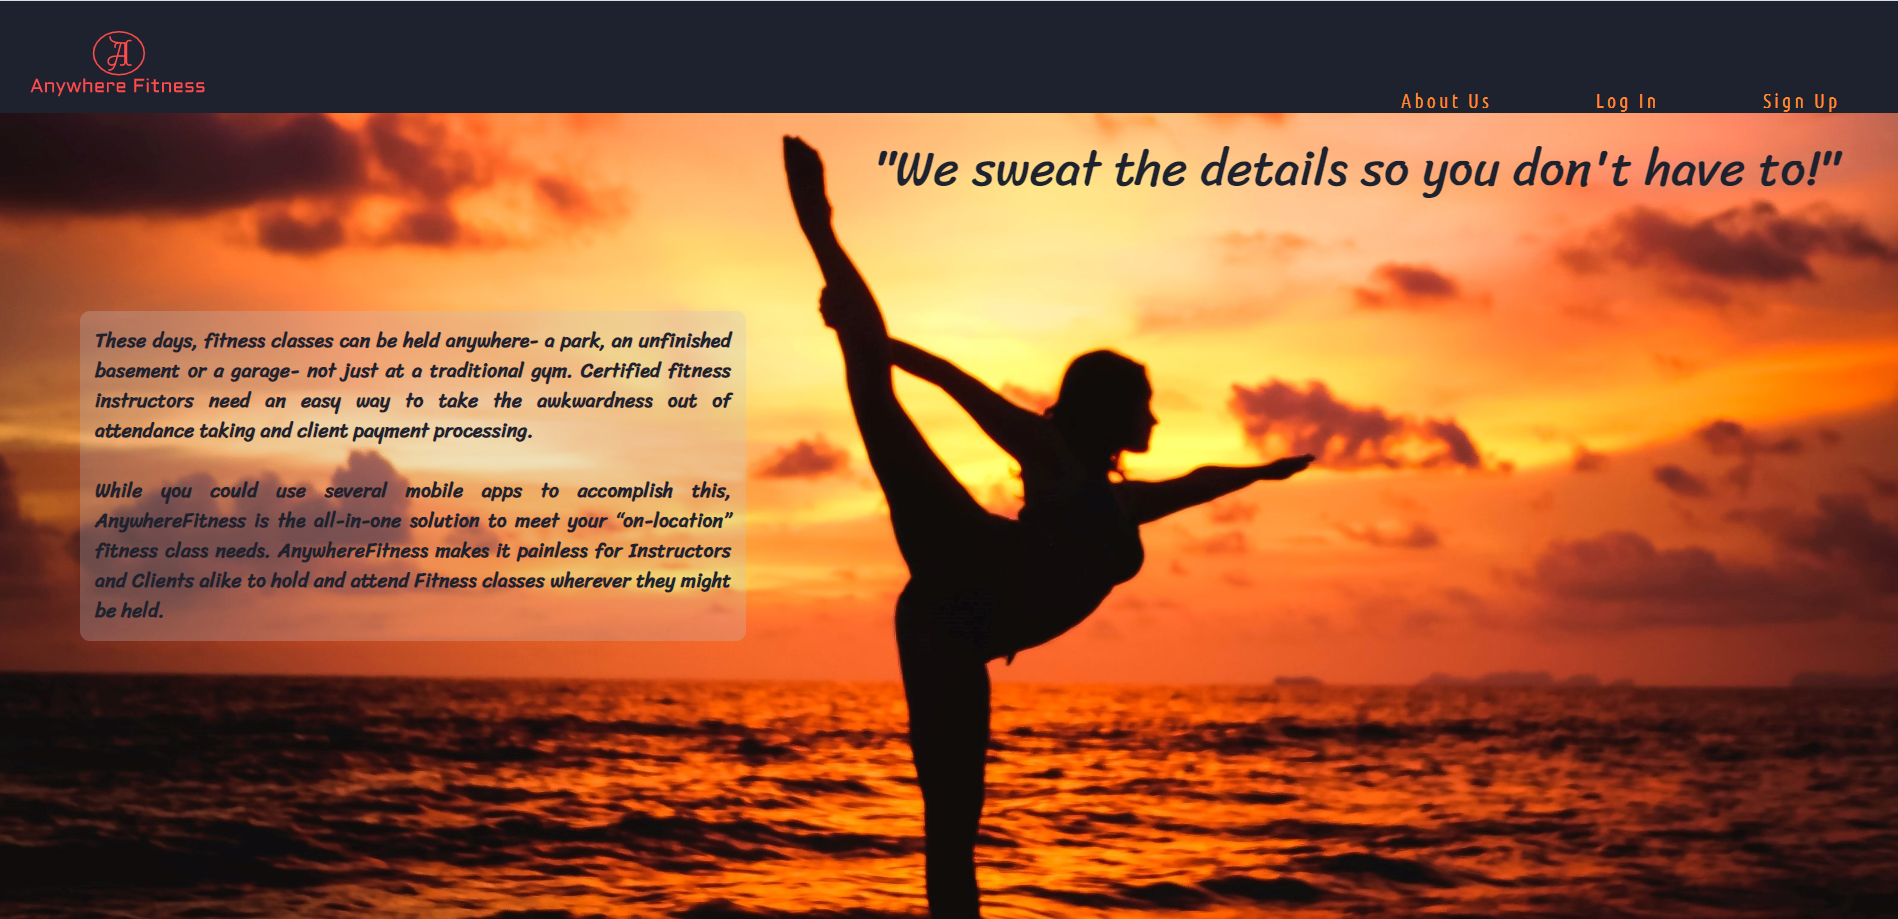 A
Anywhere Fitness
About Us
Log In
Sign Up
"We sweat the details so you don't have to!"
These days, fitness classes can be held anywhere- a park, an unfinished
basement or a garage- not just at a traditional gym. Certified fitness
instructors need an easy way to take the awkwardness out of
attendance taking and client payment processing.
While you could use several mobile apps to accomplish this,
AnywhereFitness is the all-in-one solution to meet your “on-location”
fitness class needs. AnywhereFitness makes it painless for Instructors
and Clients alike to hold and attend Fitness classes wherever they might
be held.